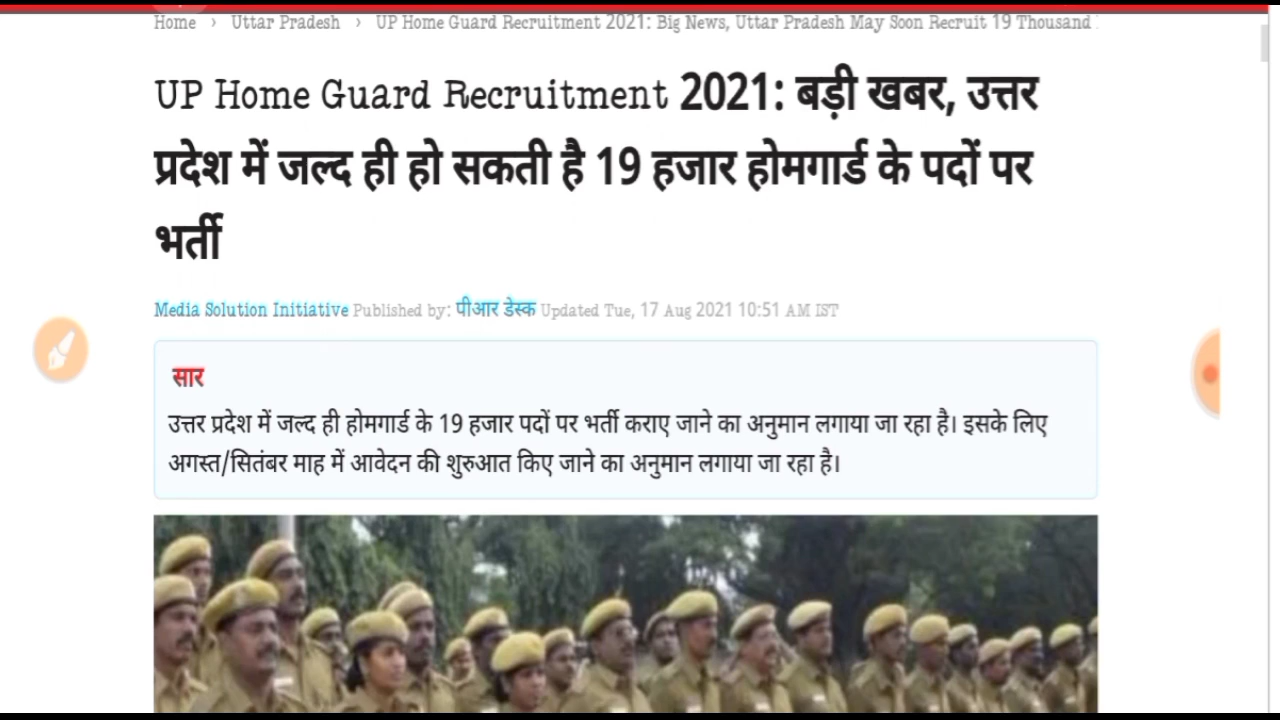 Home › Uttar Pradesh › UP Home Guard Recruitment 2021: Big News, Uttar Pradesh May Soon Recruit 19 Thousand
UP Home Guard Recruitment 2021: बड़ी खबर, उत्तर
प्रदेश में जल्द ही हो सकती है 19 हजार होमगार्ड के पदों पर
भर्ती
Media Solution Initiative Published by: पीआर डेस्क Updated Tue, 17 Aug 2021 10:51 AM IST
सार
उत्तर प्रदेश में जल्द ही होमगार्ड के 19 हजार पदों पर भर्ती कराए जाने का अनुमान लगाया जा रहा है। इसके लिए
अगस्त/सितंबर माह में आवेदन की शुरुआत किए जाने का अनुमान लगाया जा रहा है।